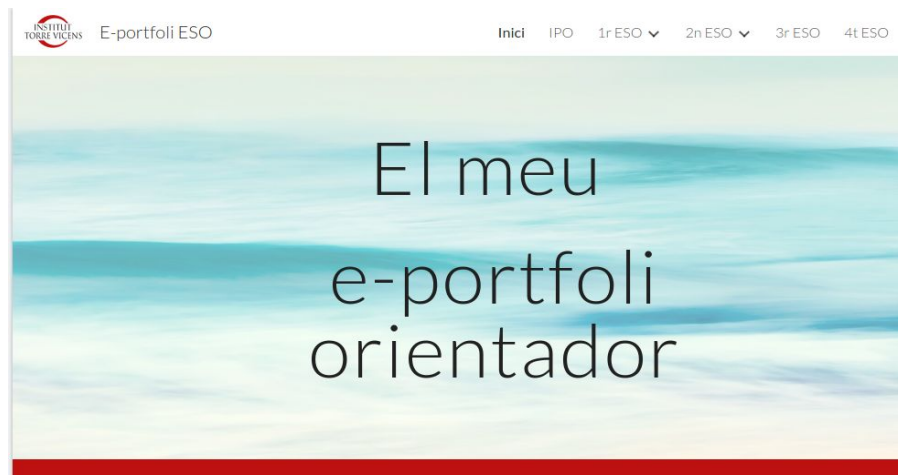 INSTITUT
TORRE VICENS
E-portfoli ESO
Inici IPO 1r ESO 2n ESO 3r ESO 4t ESO
El meu
e-portfoli
orientador